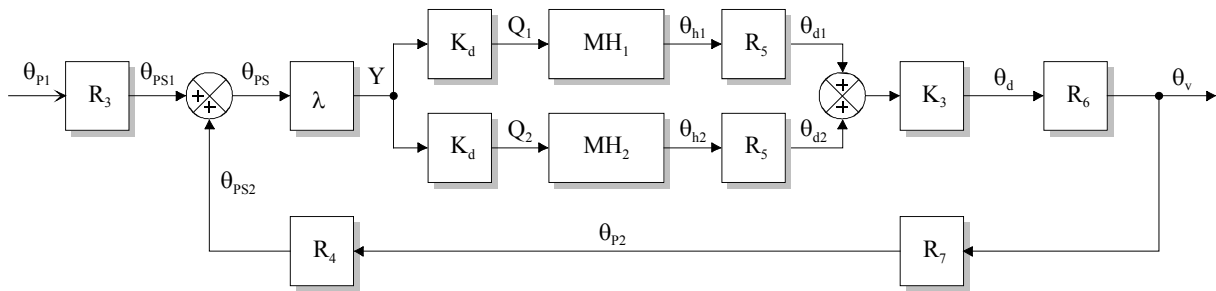 θP1
R3
θPS1
+
+
θPS
λ
Y
Kd
Q1
MH1
θh1
R5
θd1
Kd
Q2
MH2
θh2
R5
θd2
+
+
K3
θd
R6
θv
θPS2
R4
θP2
R7